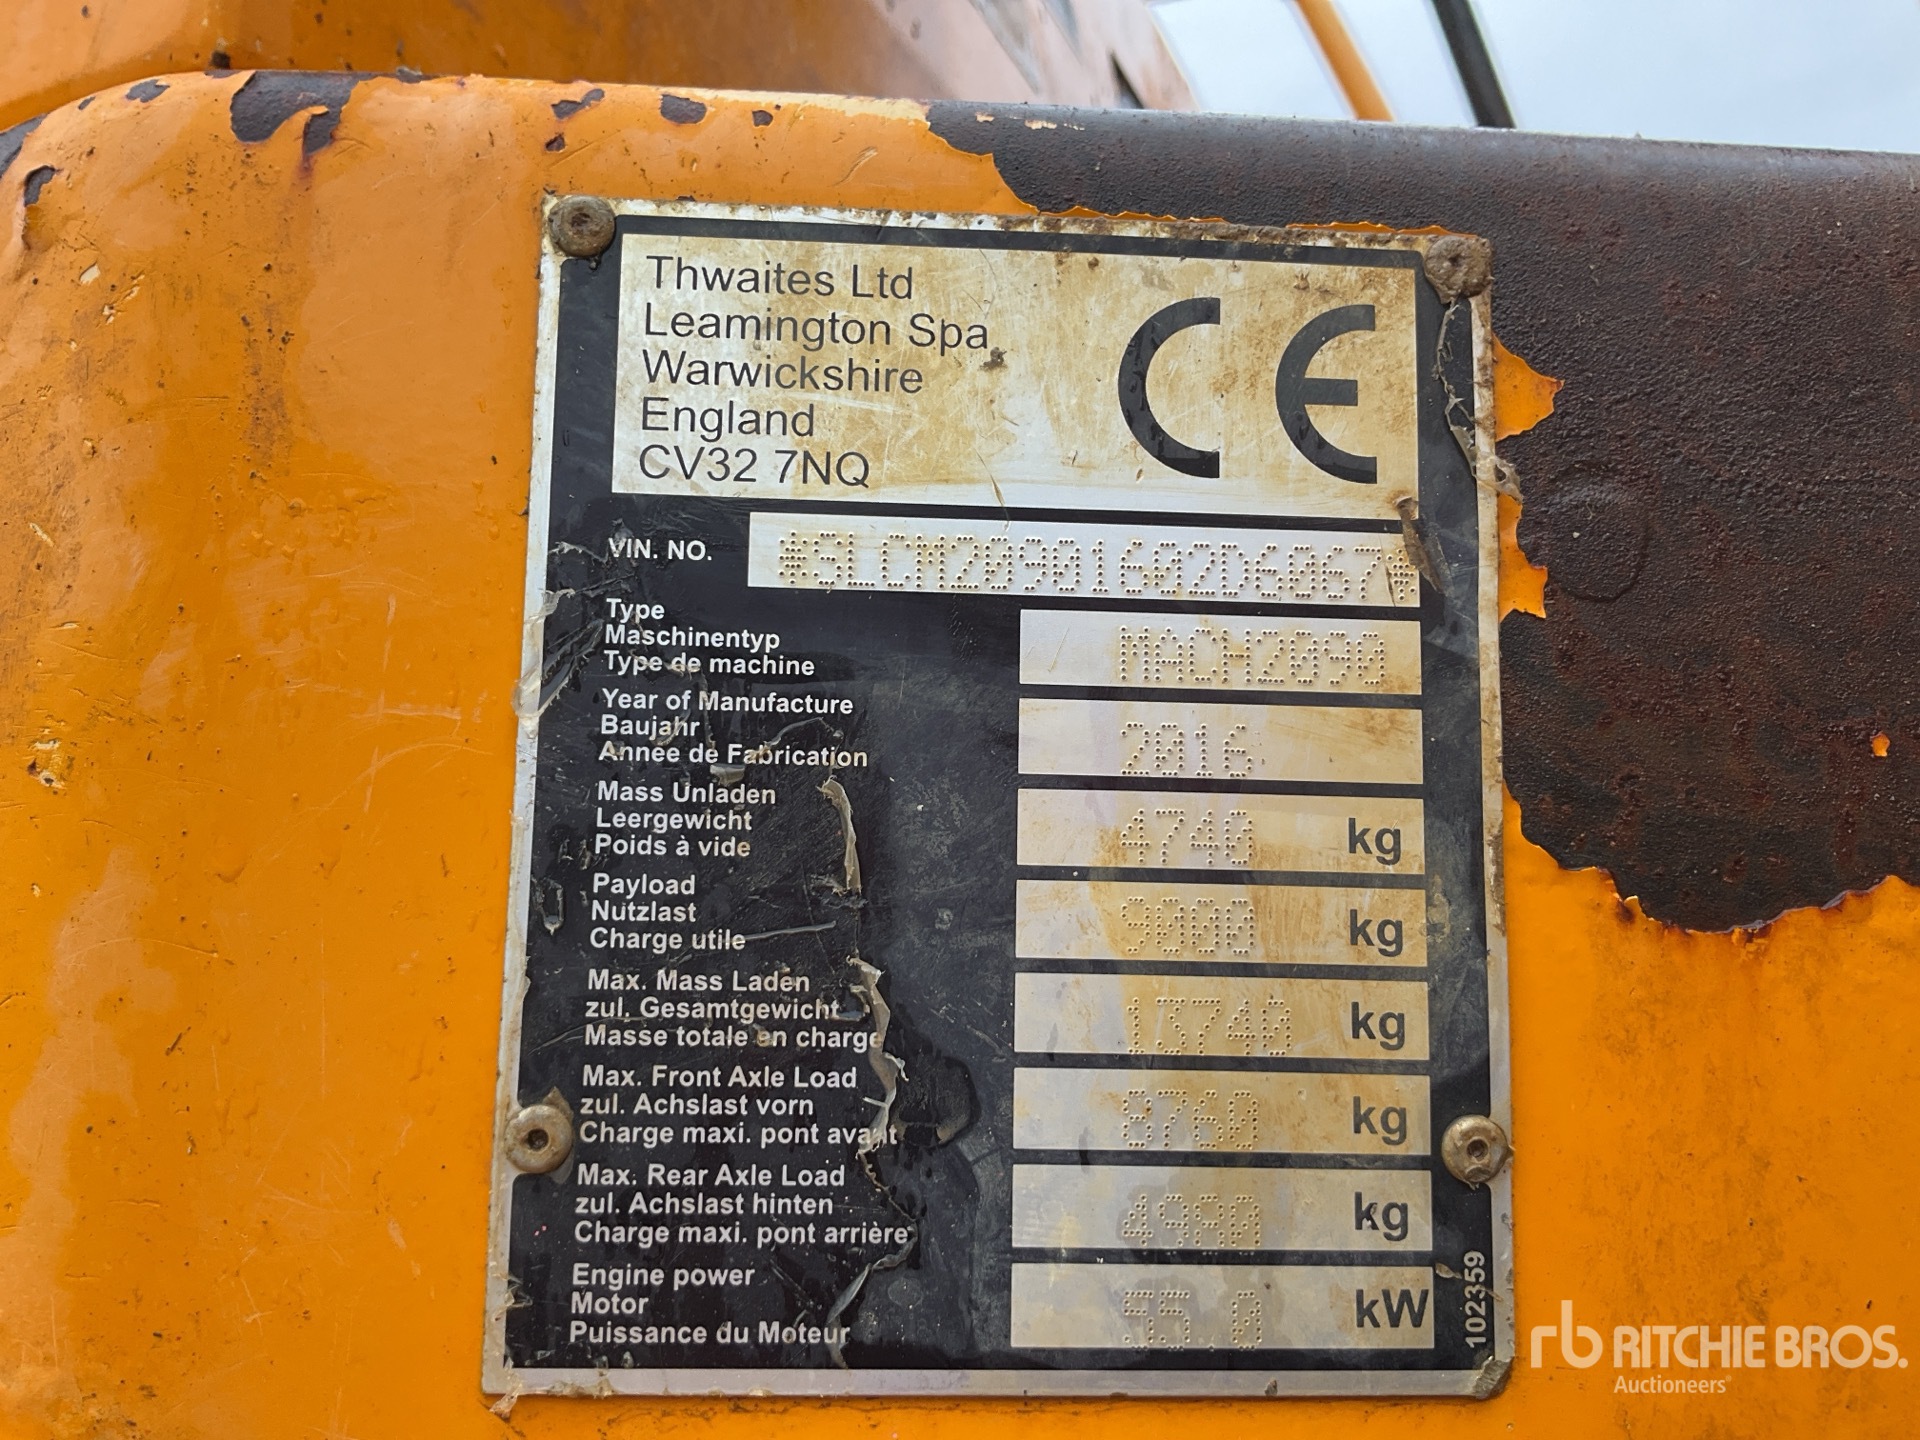 Thwaites Ltd
Leamington Spa
Warwickshire
England
CV32 7NQ
CE
VIN. NO. *SLCM20901602D6067*
Type
Maschinentyp
Type de machine
MACH2090
Year of Manufacture
Baujahr
Année de Fabrication
2016
Mass Unladen
Leergewicht
Poids à vide
4740 kg
Payload
Nutzlast
Charge utile
9000 kg
Max. Mass Laden
zul. Gesamtgewicht
Masse totale en charge
13740 kg
Max. Front Axle Load
zul. Achslast vorn
Charge maxi. pont avant
8760 kg
Max. Rear Axle Load
zul. Achslast hinten
Charge maxi. pont arrière
4980 kg
Engine power
Motor
Puissance du Moteur
55.0 kW
102359
rb RITCHIE BROS.
Auctioneers